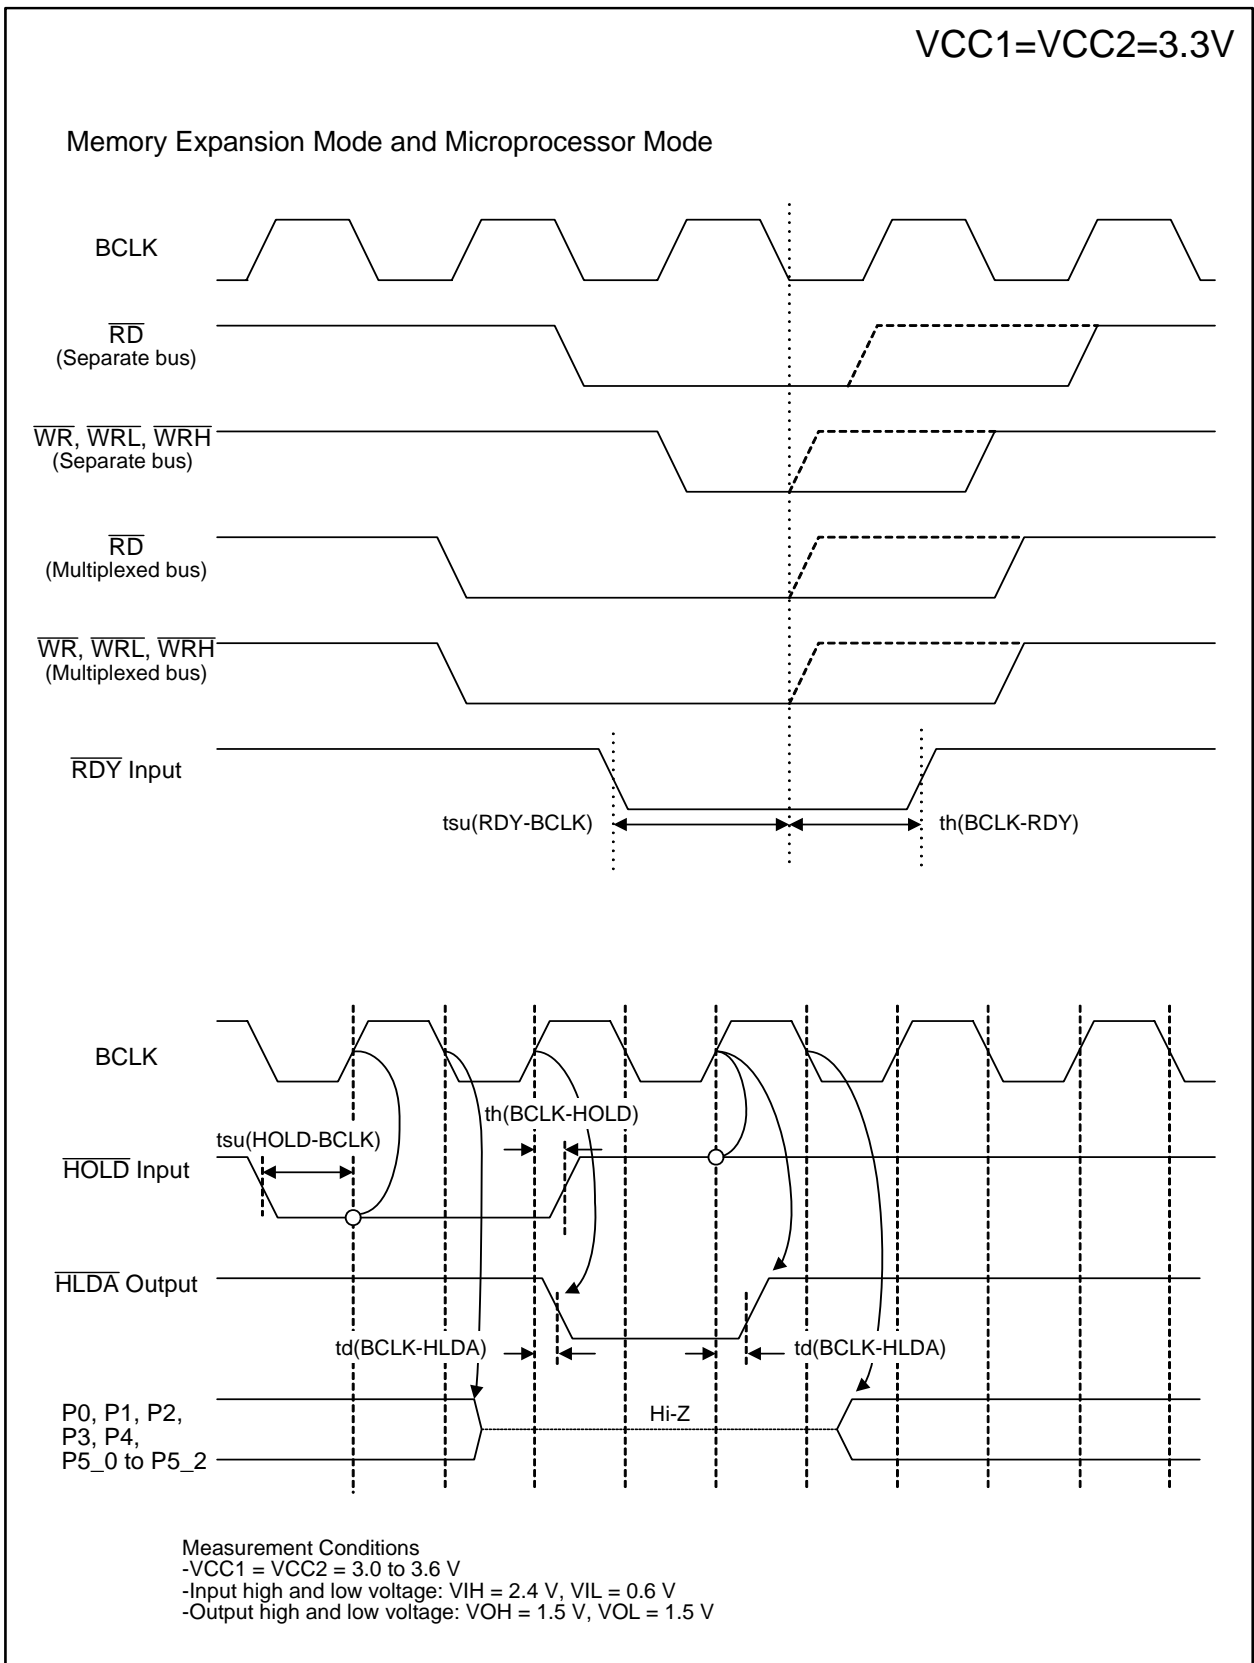 VCC1=VCC2=3.3V
Memory Expansion Mode and Microprocessor Mode
BCLK
RD
(Separate bus)
WR, WRL, WRH
(Separate bus)
RD
(Multiplexed bus)
WR, WRL, WRH
(Multiplexed bus)
RDY Input
tsu(RDY-BCLK)
th(BCLK-RDY)
BCLK
th(BCLK-HOLD)
tsu(HOLD-BCLK)
HOLD Input
HLDA Output
td(BCLK-HLDA)
td(BCLK-HLDA)
P0, P1, P2,
P3, P4,
P5_0 to P5_2
Hi-Z
Measurement Conditions
-VCC1 = VCC2 = 3.0 to 3.6 V
-Input high and low voltage: VIH = 2.4 V, VIL = 0.6 V
-Output high and low voltage: VOH = 1.5 V, VOL = 1.5 V